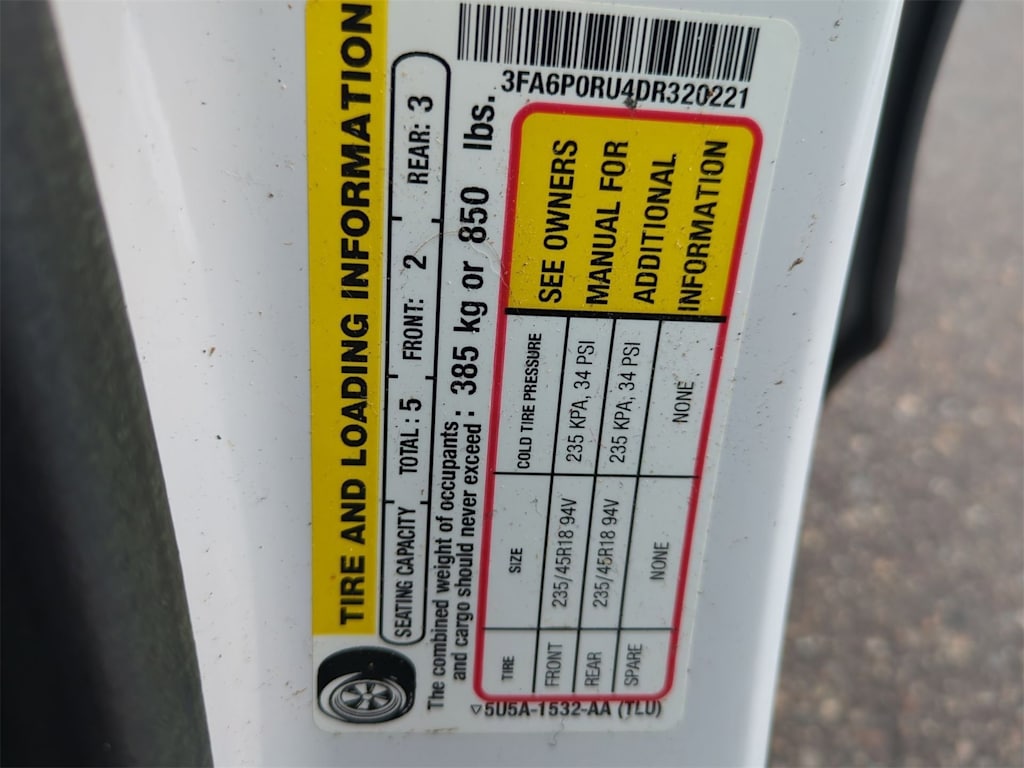 TIRE AND LOADING INFORMATION
SEATING CAPACITY TOTAL : 5 FRONT: 2 REAR: 3
The combined weight of occupants
and cargo should never exceed : 385 kg or 850 lbs.
3FA6P0RU4DR320221
TIRE SIZE COLD TIRE PRESSURE
FRONT 235/45R18 94V 235 KPA, 34 PSI
REAR 235/45R18 94V 235 KPA, 34 PSI
SPARE NONE NONE
SEE OWNERS
MANUAL FOR
ADDITIONAL
INFORMATION
5U5A-1532-AA (TLU)